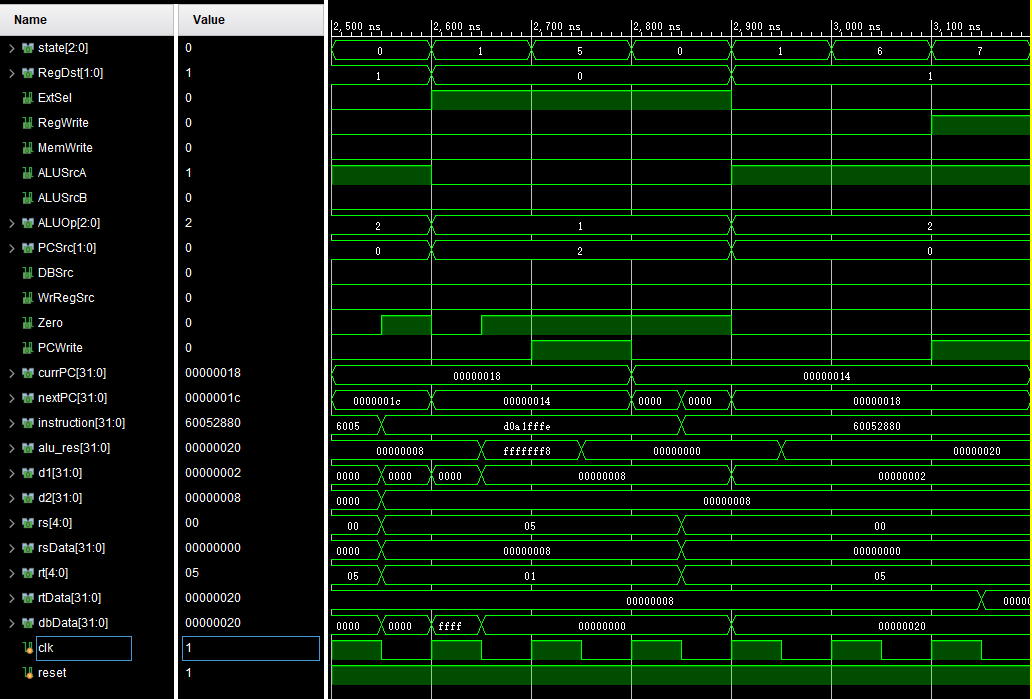 Name Value
2,500 ns 2,600 ns 2,700 ns 2,800 ns 2,900 ns 3,000 ns 3,100 ns
state[2:0] 0 0 1 5 0 1 6 7
RegDst[1:0] 1 1 0 1
ExtSel 0
RegWrite 0
MemWrite 0
ALUSrcA 1
ALUSrcB 0
ALUOp[2:0] 2 2 1 2
PCSrc[1:0] 0 0 2 0
DBSrc 0
WrRegSrc 0
Zero 0
PCWrite 0
currPC[31:0] 00000018 00000018 00000014
nextPC[31:0] 0000001c 0000001c 00000014 0000 0000 00000018
instruction[31:0] 60052880 6005 d0a1fffe 60052880
alu_res[31:0] 00000020 00000008 fffffff8 00000000 00000020
d1[31:0] 00000002 0000 0000 0000 00000008 00000002
d2[31:0] 00000008 0000 00000008
rs[4:0] 00 00 05 00
rsData[31:0] 00000000 0000 00000008 00000000
rt[4:0] 05 05 01 05
rtData[31:0] 00000020 00000008 00000
dbData[31:0] 00000020 0000 0000 ffff 00000000 00000020
clk 1
reset 1